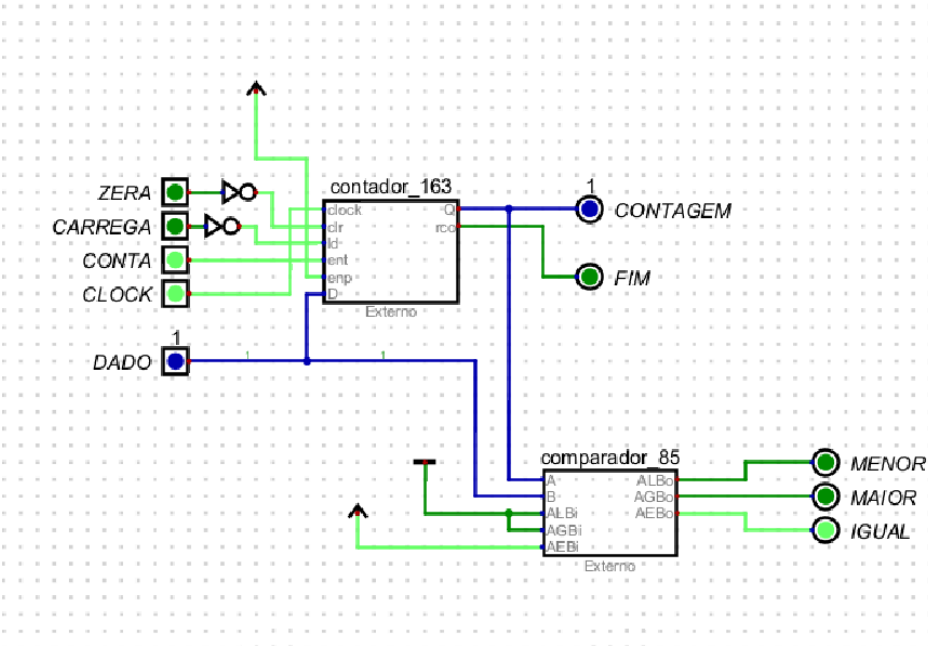 ZERA
CARREGA
CONTA
CLOCK
1
DADO
contador_163
clock
clr
ld
ent
enp
D
Q
rco
Externo
1
CONTAGEM
FIM
1
1
comparador_85
A
B
ALBi
AGBi
AEBi
ALBo
AGBo
AEBo
Externo
MENOR
MAIOR
IGUAL